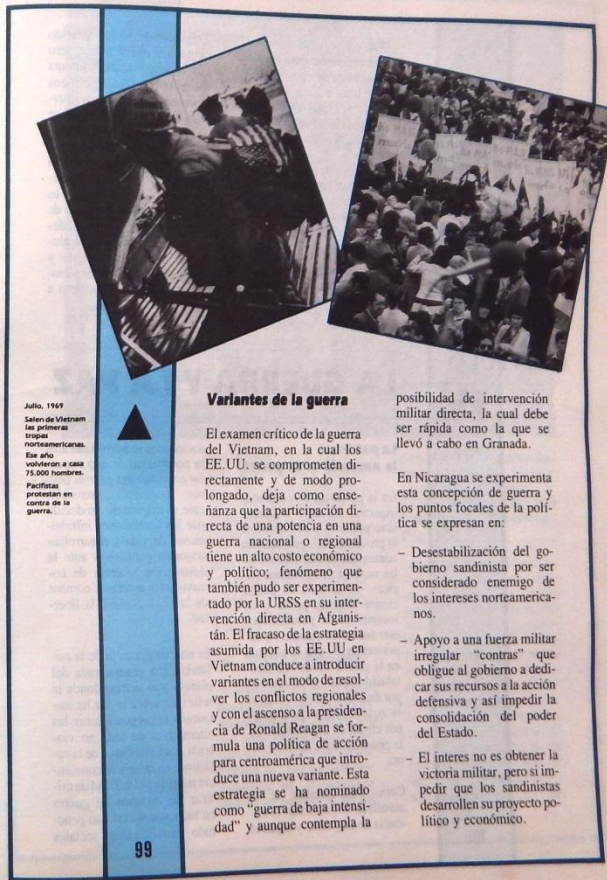 Julio, 1969
Salen de Vietnam
las primeras
tropas
norteamericanas.
Ese año
volvieron a casa
75.000 hombres.
Pacifistas
protestan en
contra de la
guerra.
Variantes de la guerra
El examen crítico de la guerra
del Vietnam, en la cual los
EE.UU. se comprometen di-
rectamente y de modo pro-
longado, deja como ense-
ñanza que la participación di-
recta de una potencia en una
guerra nacional o regional
tiene un alto costo económico
y político; fenómeno que
también pudo ser experimen-
tado por la URSS en su inter-
vención directa en Afganis-
tán. El fracaso de la estrategia
asumida por los EE.UU en
Vietnam conduce a introducir
variantes en el modo de resol-
ver los conflictos regionales
y con el ascenso a la presiden-
cia de Ronald Reagan se for-
mula una política de acción
para centroamérica que intro-
duce una nueva variante. Esta
estrategia se ha nominado
como “guerra de baja intensi-
dad” y aunque contempla la
posibilidad de intervención
militar directa, la cual debe
ser rápida como la que se
llevó a cabo en Granada.
En Nicaragua se experimenta
esta concepción de guerra y
los puntos focales de la polí-
tica se expresan en:
– Desestabilización del go-
bierno sandinista por ser
considerado enemigo de
los intereses norteamerica-
nos.
– Apoyo a una fuerza militar
irregular “contras” que
obligue al gobierno a dedi-
car sus recursos a la acción
defensiva y así impedir la
consolidación del poder
del Estado.
– El interes no es obtener la
victoria militar, pero si im-
pedir que los sandinistas
desarrollen su proyecto po-
lítico y económico.
99